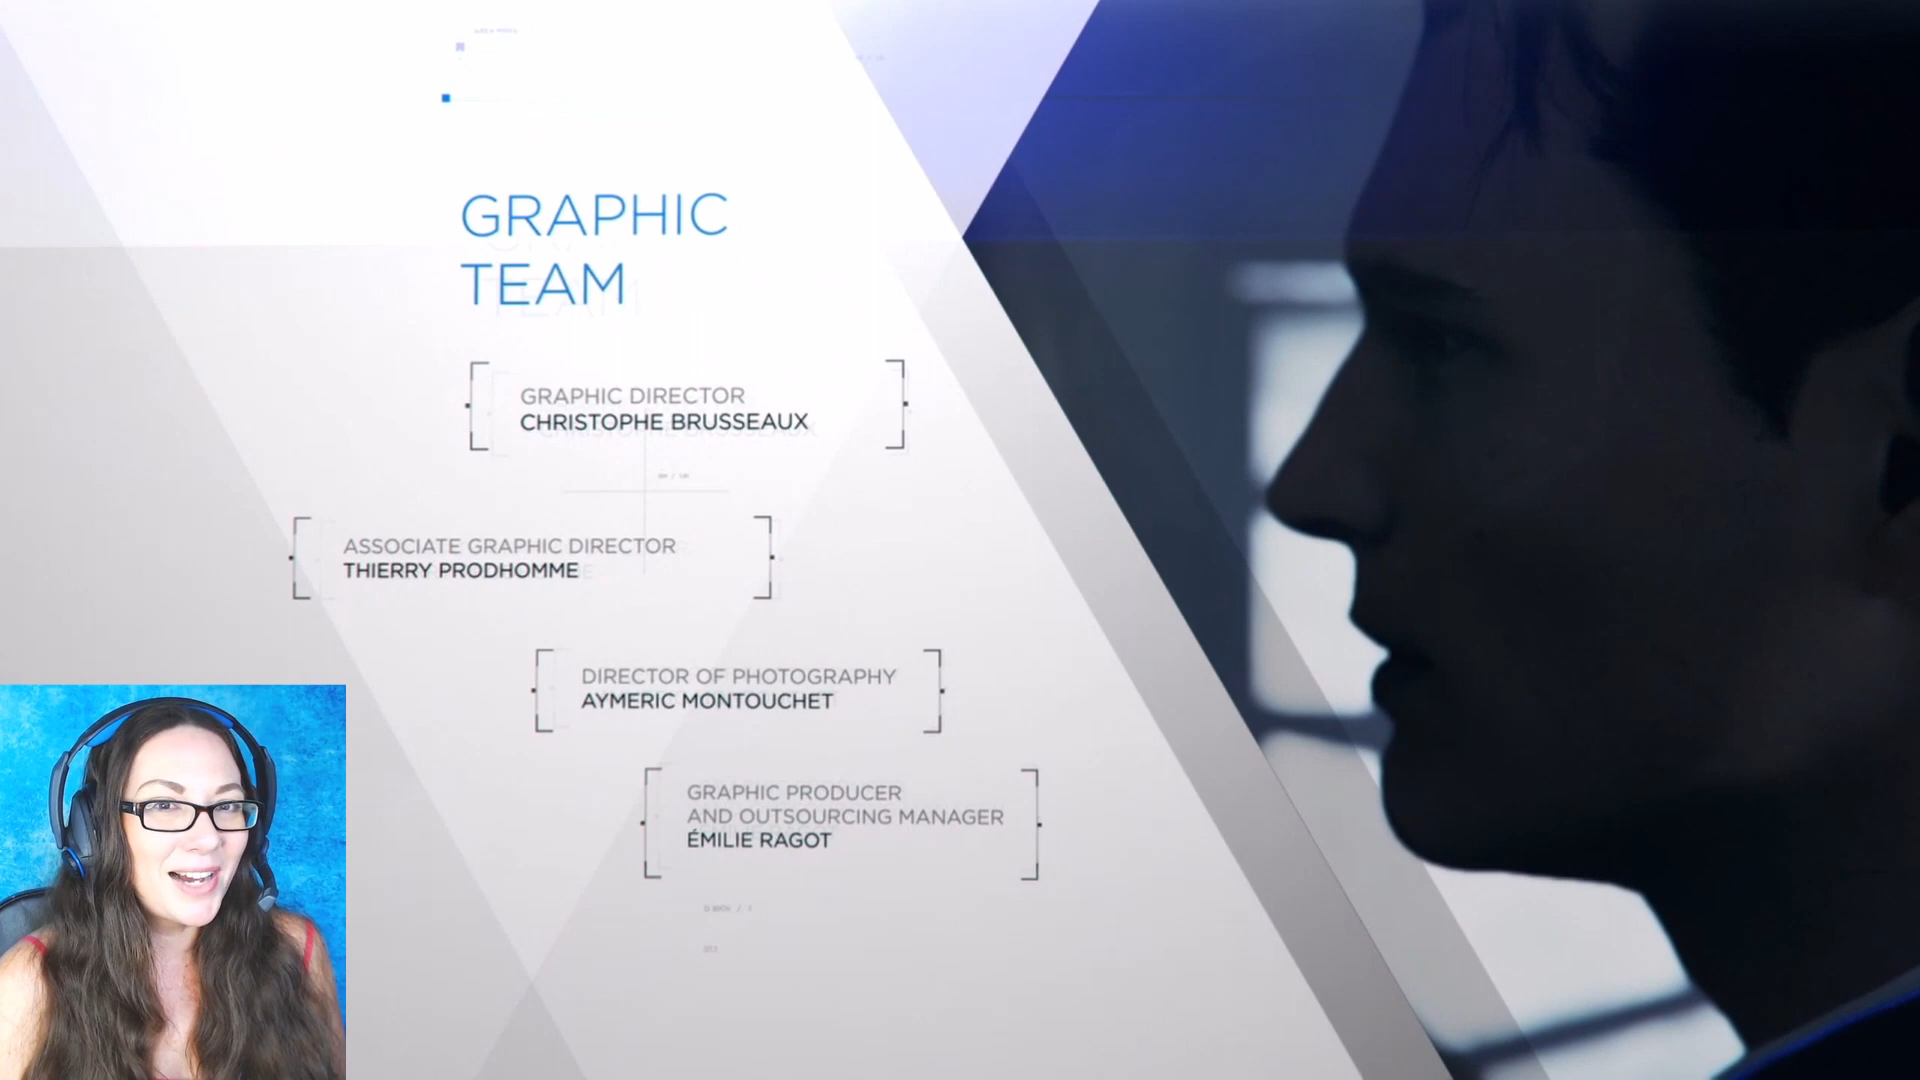 GRAPHIC
TEAM
GRAPHIC DIRECTOR
CHRISTOPHE BRUSSEAUX
ASSOCIATE GRAPHIC DIRECTOR
THIERRY PRODHOMME
DIRECTOR OF PHOTOGRAPHY
AYMERIC MONTOUCHET
GRAPHIC PRODUCER
AND OUTSOURCING MANAGER
ÉMILIE RAGOT